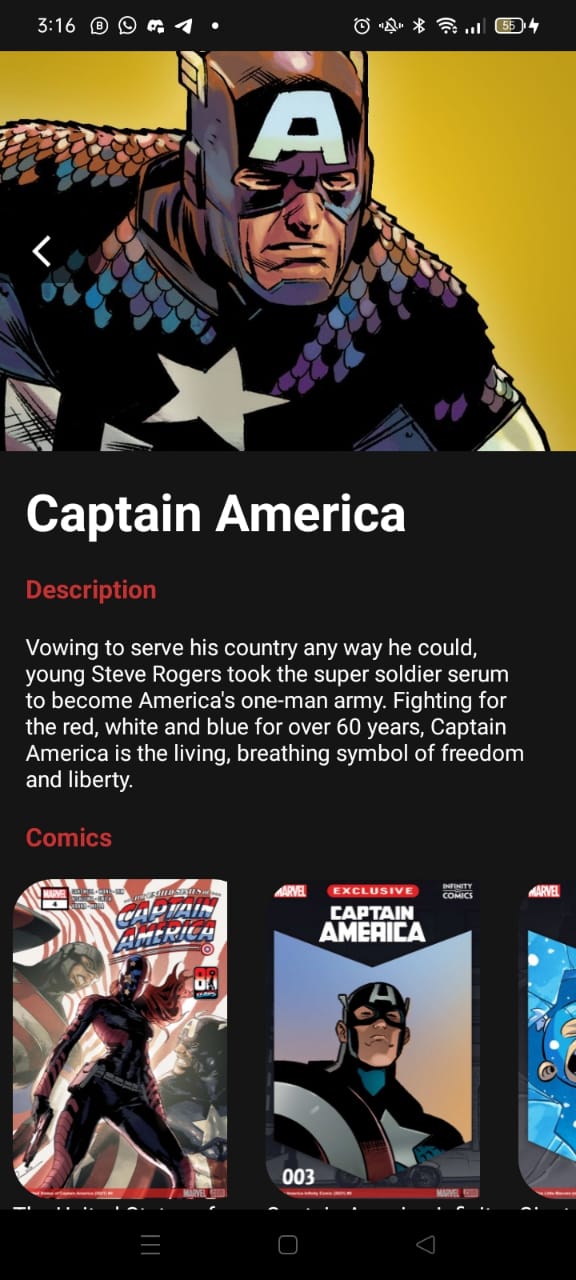 3:16
55
A
Captain America
Description
Vowing to serve his country any way he could,
young Steve Rogers took the super soldier serum
to become America's one-man army. Fighting for
the red, white and blue for over 60 years, Captain
America is the living, breathing symbol of freedom
and liberty.
Comics
MARVEL
4
CAPTAIN
AMERICA
MARVEL
EXCLUSIVE
INFINITY
COMICS
CAPTAIN
AMERICA
A
003
MARVEL